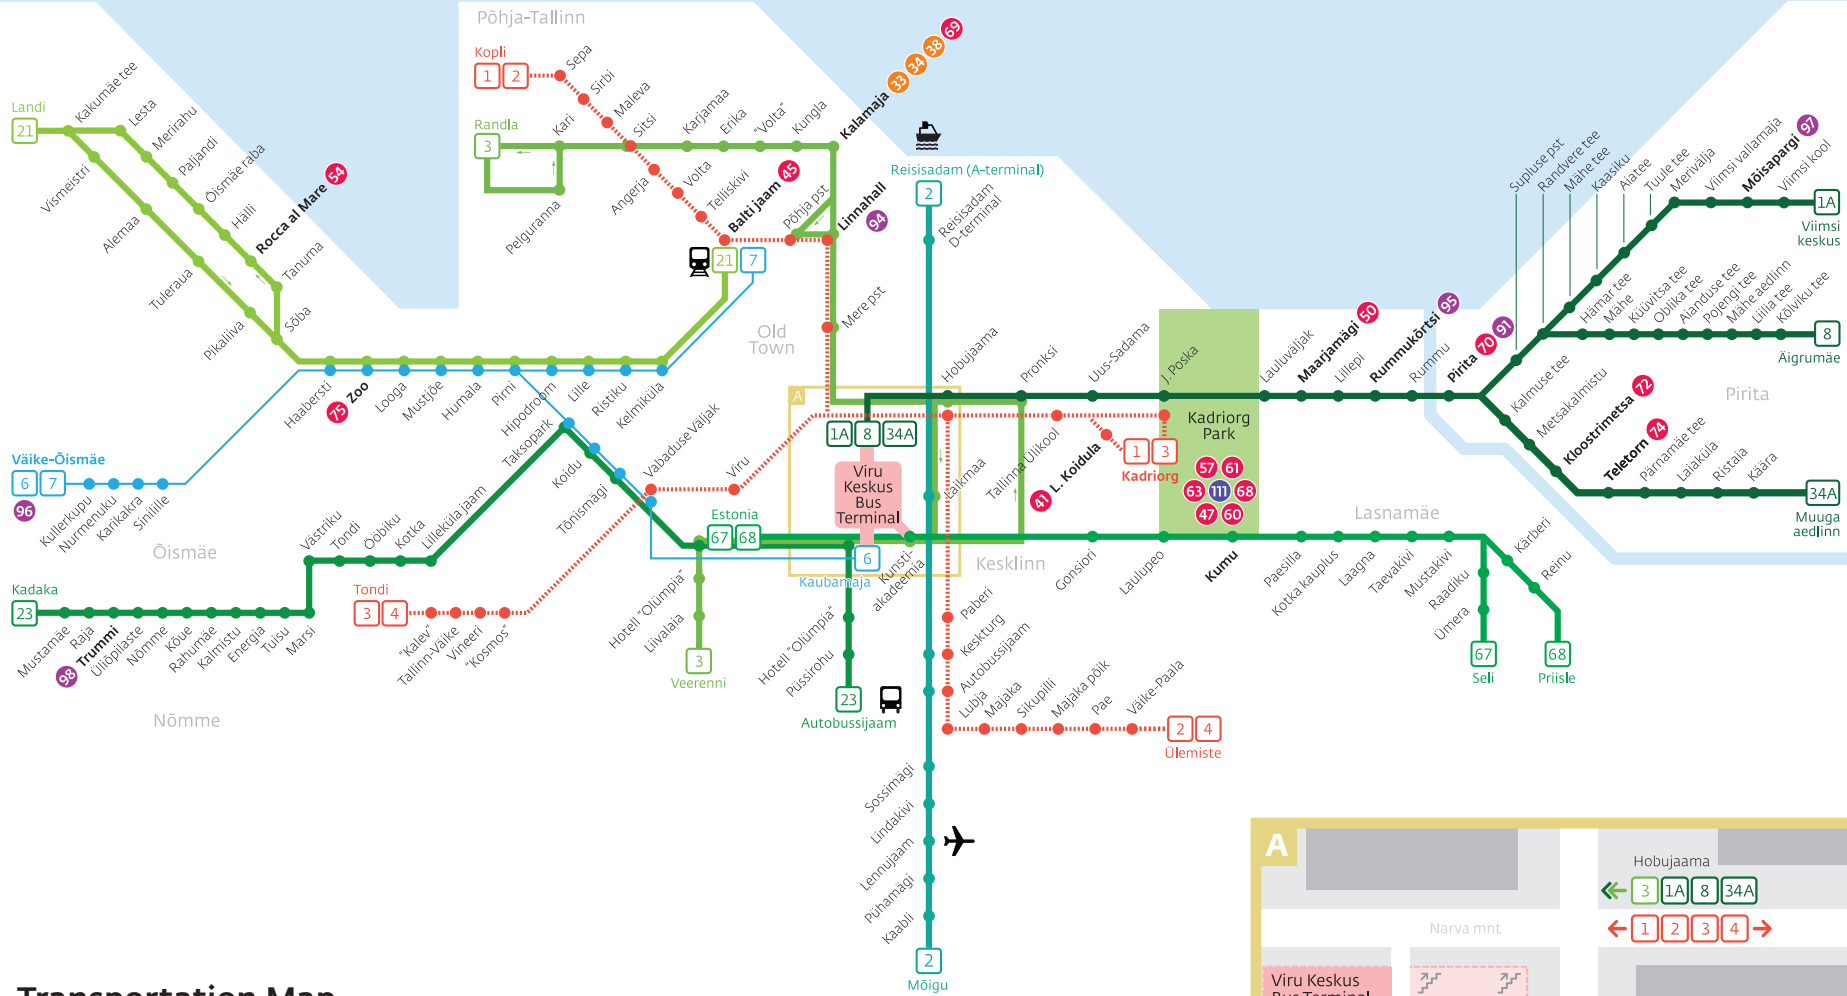 Põhja-Tallinn
Kopli
1 2
Sepa
Sirbi
Maleva
Sitsi
Angerja
Volta
Telliskivi
Balti jaam 45
21 7
Landi
21
Kakumäe tee
Lesta
Merirahu
Paljandi
Õismäe raba
Hälli
Rocca al Mare 54
Tanuma
Sõba
Vismeistri
Alemaa
Tuleraua
Pikaliiva
Randla
3
Kari
Pelguranna
Karjamaa
Erika
"Volta"
Kungla
Kalamaja 33 34 38 69
Põhja pst
Linnahall
94
Mere pst
Old
Town
Reisisadam (A-terminal)
2
Reisisadam
D-terminal
Haabersti
Zoo
75
Looga
Mustjõe
Humala
Pirni
Hipodroom
Lille
Ristiku
Kelmiküla
Väike-Õismäe
6 7
96
Kullerkupu
Nurmenuku
Karikakra
Sinilille
Õismäe
Taksopark
Koidu
Tõnismägi
Vabaduse Väljak
Viru
Kadaka
23
Mustamäe
Raja
Trummi
98
Üliõpilaste
Nõmme
Kõue
Rahumäe
Kalmistu
Energia
Tuisu
Marsi
Västriku
Tondi
Ööbiku
Kotka
Lilleküla jaam
Nõmme
Tondi
3 4
"Kalev"
Tallinn-Väike
Vineeri
"Kosmos"
Estonia
67 68
Hotell "Olümpia"
Liivalaia
3
Veerenni
Hotell "Olümpia"
Püssirohu
23
Autobussijaam
A
1A 8 34A
Viru
Keskus
Bus
Terminal
6
Kaubamaja
Kunsti-
akadeemia
Laikmaa
Hobujaama
Pronksi
Uus-Sadama
J. Poska
Tallinna Ülikool
41 L. Koidula
1 3
Kadriorg
Kadriorg
Park
57 61
63 111 68
47 60
Kesklinn
Gonsiori
Laulupeo
Kumu
Paesilla
Kotka kauplus
Laagna
Taevakivi
Mustakivi
Raadiku
Ümera
Kärberi
Reinu
67
Seli
68
Priisle
Lasnamäe
Lauluväljak
Maarjamägi 50
Lillepi
Rummukõrtsi 95
Rummu
Pirita 70 91
Supluse pst
Randvere tee
Mähe tee
Kaasiku
Aiatee
Tuule tee
Merivälja
Viimsi vallamaja
Mõisapargi 97
Viimsi kool
1A
Viimsi
keskus
Hämar tee
Mähe
Küüvitsa tee
Oblika tee
Aianduse tee
Pojengi tee
Mähe aedlinn
Liilia tee
Kõlviku tee
8
Äigrumäe
Pirita
Kalmuse tee
Metsakalmistu
Kloostrimetsa 72
Teletorn 74
Pärnamäe tee
Laiaküla
Ristaia
Käära
34A
Muuga
aedlinn
Paberi
Keskturg
Autobussijaam
Lubja
Majaka
Sikupilli
Majaka põik
Pae
Väike-Paala
2 4
Ülemiste
Sossimägi
Lindakivi
Lennujaam
Pühamägi
Kaabli
2
Mõigu
A
Hobujaama
3 1A 8 34A
1 2 3 4
Narva mnt
Viru Keskus
Bus Terminal
Transportation Map